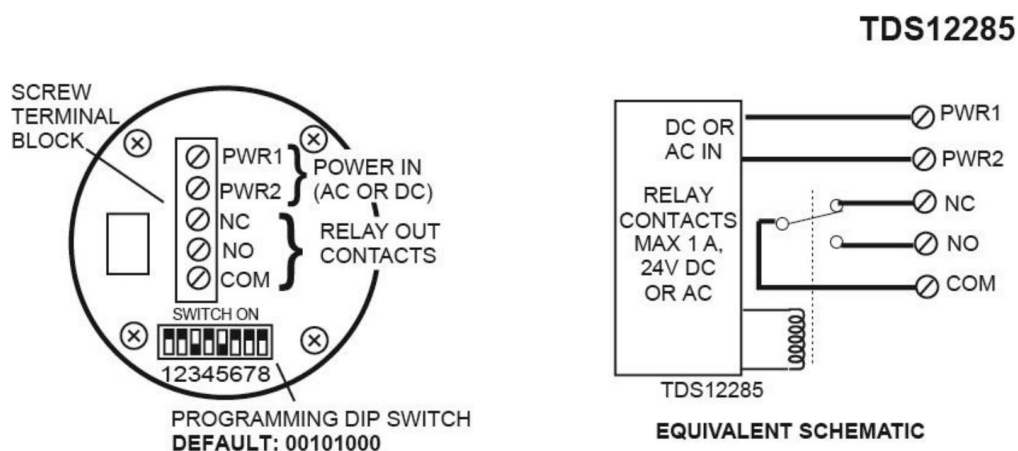 TDS12285
SCREW
TERMINAL
BLOCK
PWR1
PWR2
NC
NO
COM
POWER IN
(AC OR DC)
RELAY OUT
CONTACTS
SWITCH ON
12345678
PROGRAMMING DIP SWITCH
DEFAULT: 00101000
DC OR
AC IN
RELAY
CONTACTS
MAX 1 A,
24V DC
OR AC
PWR1
PWR2
NC
NO
COM
TDS12285
EQUIVALENT SCHEMATIC